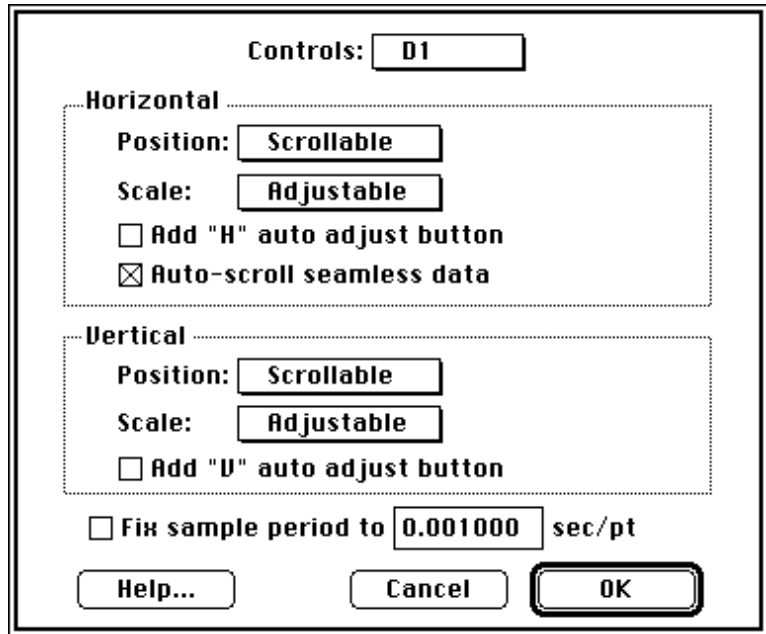 Controls: D1
Horizontal
Position: Scrollable
Scale: Adjustable
Add "H" auto adjust button
Auto-scroll seamless data
Vertical
Position: Scrollable
Scale: Adjustable
Add "V" auto adjust button
Fix sample period to 0.001000 sec/pt
Help... Cancel OK